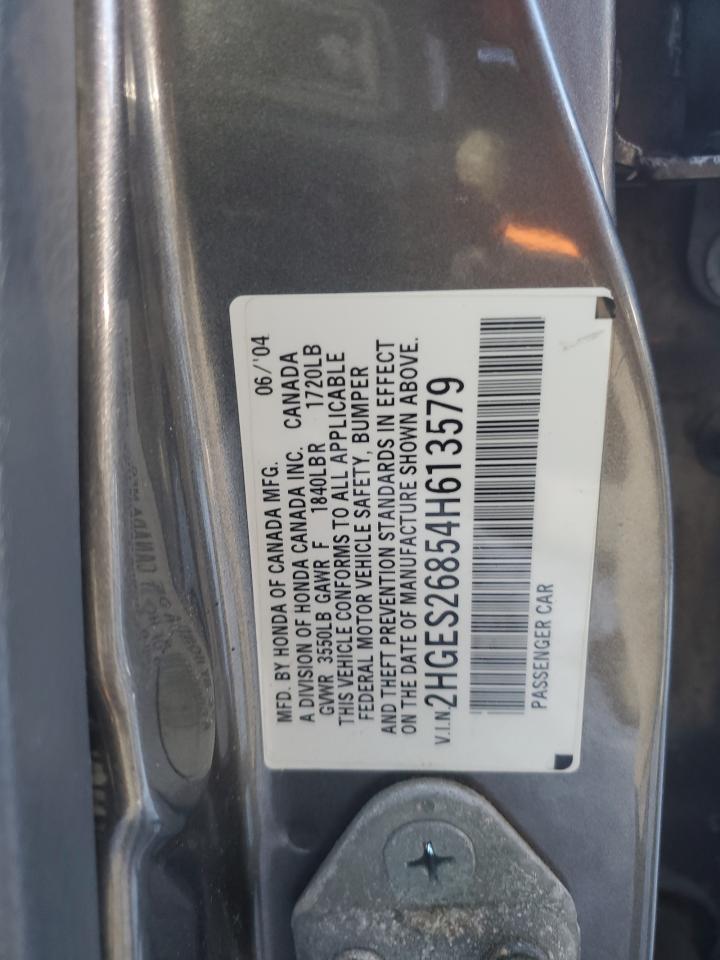 MFD. BY HONDA OF CANADA MFG. 06/'04
A DIVISION OF HONDA CANADA INC. CANADA
GVWR 3550LB GAWR F 1840LBR 1720LB
THIS VEHICLE CONFORMS TO ALL APPLICABLE
FEDERAL MOTOR VEHICLE SAFETY, BUMPER
AND THEFT PREVENTION STANDARDS IN EFFECT
ON THE DATE OF MANUFACTURE SHOWN ABOVE.
V.I.N. 2HGES26854H613579
PASSENGER CAR